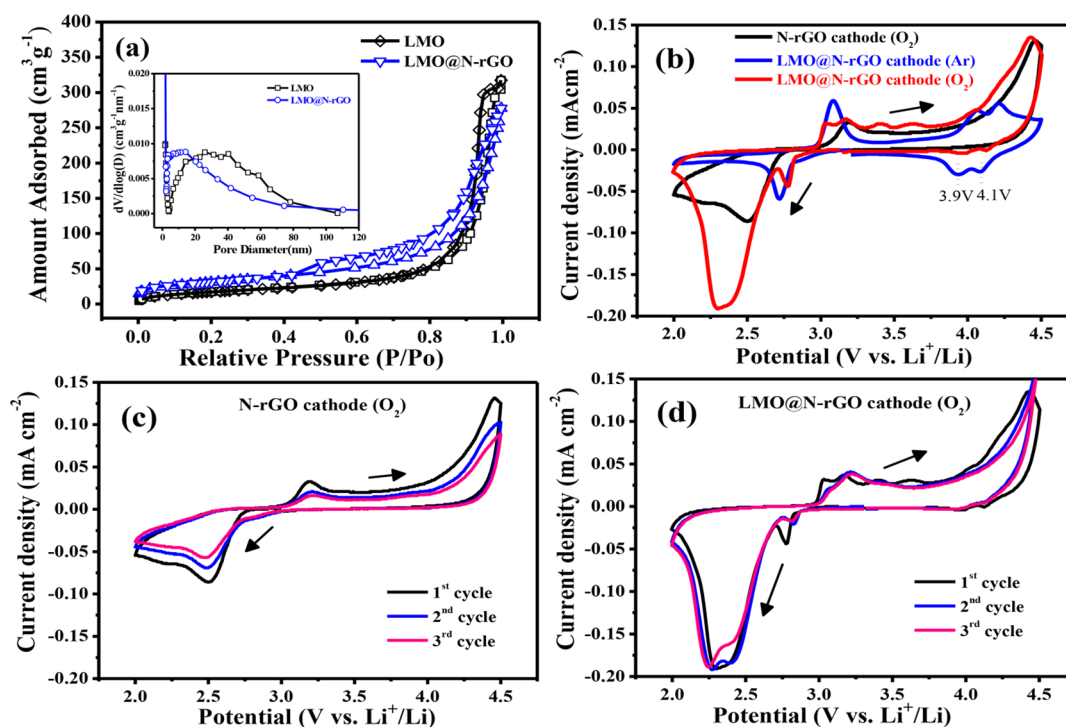 (a)
LMO
LMO@N-rGO
Amount Adsorbed (cm³g⁻¹)
400
350
300
250
200
150
100
50
0
0.0 0.2 0.4 0.6 0.8 1.0
Relative Pressure (P/Po)
LMO
LMO@N-rGO
dV/dlog(D) (cm³g⁻¹nm⁻¹)
0.020
0.015
0.010
0.005
0.000
0 20 40 60 80 100 120
Pore Diameter(nm)
(b)
N-rGO cathode (O₂)
LMO@N-rGO cathode (Ar)
LMO@N-rGO cathode (O₂)
3.9V 4.1V
Current density (mAcm⁻²)
0.15
0.10
0.05
0.00
-0.05
-0.10
-0.15
-0.20
2.0 2.5 3.0 3.5 4.0 4.5
Potential (V vs. Li⁺/Li)
(c)
N-rGO cathode (O₂)
1st cycle
2nd cycle
3rd cycle
Current density (mA cm⁻²)
0.15
0.10
0.05
0.00
-0.05
-0.10
-0.15
-0.20
2.0 2.5 3.0 3.5 4.0 4.5
Potential (V vs. Li⁺/Li)
(d)
LMO@N-rGO cathode (O₂)
1st cycle
2nd cycle
3rd cycle
Current density (mA cm⁻²)
0.15
0.10
0.05
0.00
-0.05
-0.10
-0.15
-0.20
2.0 2.5 3.0 3.5 4.0 4.5
Potential (V vs. Li⁺/Li)